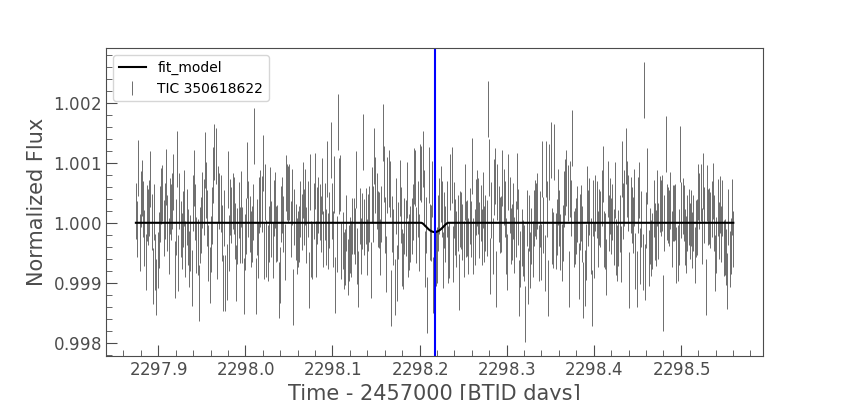 fit_model
TIC 350618622
1.002
1.001
1.000
0.999
0.998
Normalized Flux
2297.9 2298.0 2298.1 2298.2 2298.3 2298.4 2298.5
Time - 2457000 [BTJD days]